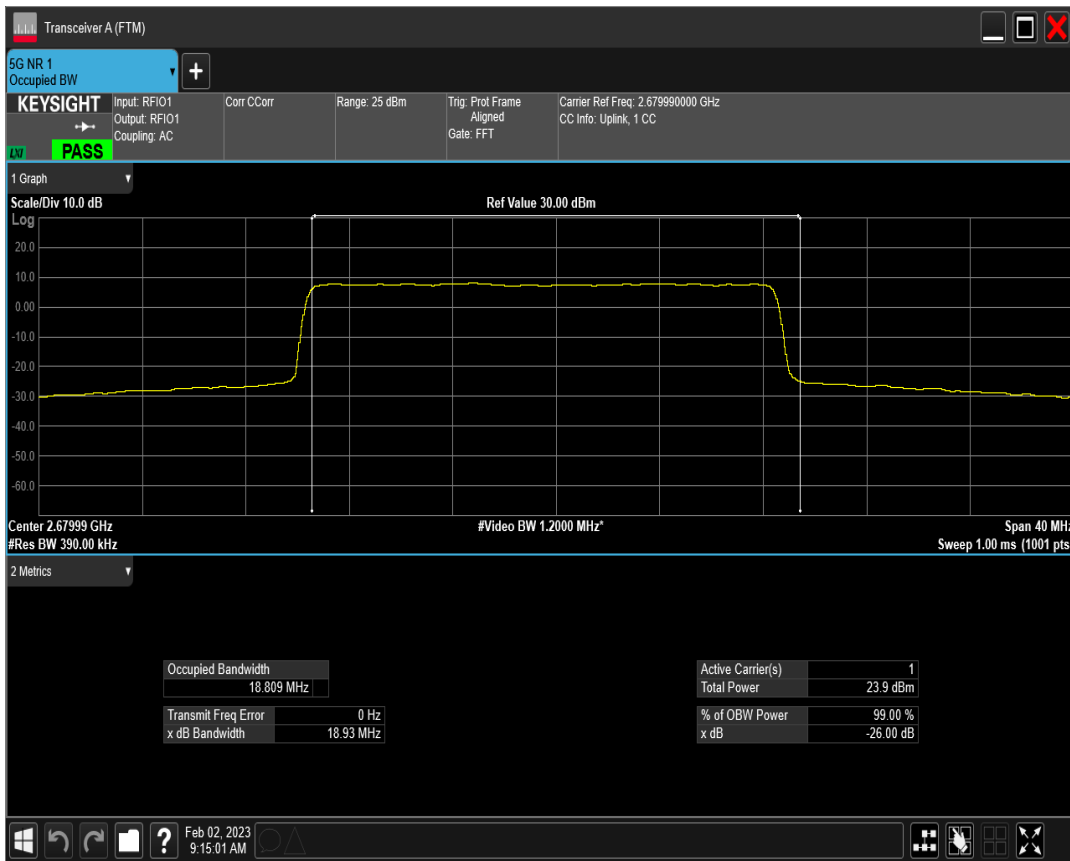 Transceiver A (FTM)
5G NR 1
Occupied BW
+
KEYSIGHT
LXI
PASS
Input: RFIO1
Output: RFIO1
Coupling: AC
Corr CCorr
Range: 25 dBm
Trig: Prot Frame
Aligned
Gate: FFT
Carrier Ref Freq: 2.679990000 GHz
CC Info: Uplink, 1 CC
1 Graph
Scale/Div 10.0 dB
Ref Value 30.00 dBm
Log
20.0
10.0
0.00
-10.0
-20.0
-30.0
-40.0
-50.0
-60.0
Center 2.67999 GHz
#Video BW 1.2000 MHz*
Span 40 MHz
#Res BW 390.00 kHz
Sweep 1.00 ms (1001 pts
2 Metrics
Occupied Bandwidth
18.809 MHz
Transmit Freq Error 0 Hz
x dB Bandwidth 18.93 MHz
Active Carrier(s) 1
Total Power 23.9 dBm
% of OBW Power 99.00 %
x dB -26.00 dB
?
Feb 02, 2023
9:15:01 AM